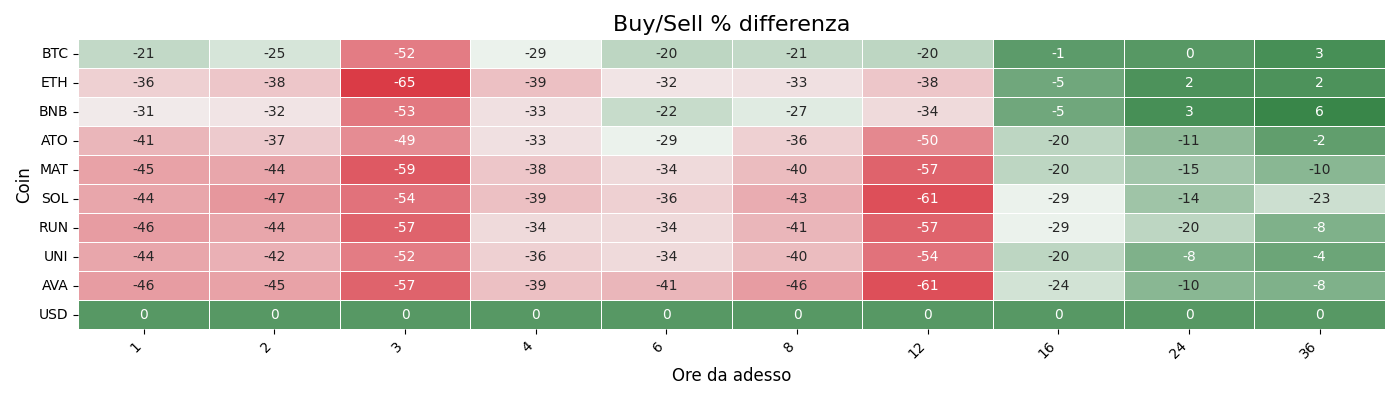 Buy/Sell % differenza
Coin
BTC -21 -25 -52 -29 -20 -21 -20 -1 0 3
ETH -36 -38 -65 -39 -32 -33 -38 -5 2 2
BNB -31 -32 -53 -33 -22 -27 -34 -5 3 6
ATO -41 -37 -49 -33 -29 -36 -50 -20 -11 -2
MAT -45 -44 -59 -38 -34 -40 -57 -20 -15 -10
SOL -44 -47 -54 -39 -36 -43 -61 -29 -14 -23
RUN -46 -44 -57 -34 -34 -41 -57 -29 -20 -8
UNI -44 -42 -52 -36 -34 -40 -54 -20 -8 -4
AVA -46 -45 -57 -39 -41 -46 -61 -24 -10 -8
USD 0 0 0 0 0 0 0 0 0 0
1 2 3 4 6 8 12 16 24 36
Ore da adesso